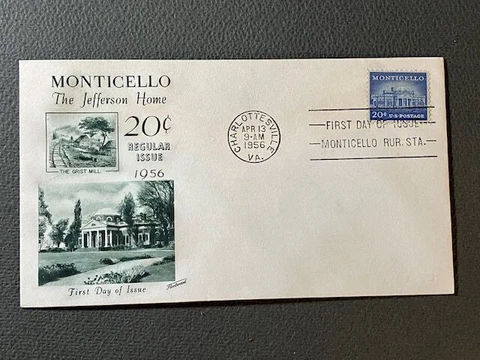 MONTICELLO
The Jefferson Home
20¢
REGULAR
ISSUE
1956
THE GRIST MILL
First Day of Issue
Fleetwood
CHARLOTTESVILLE
APR 13
9-AM
1956
VA.
MONTICELLO
20¢ U·S·POSTAGE
FIRST DAY OF ISSUE
MONTICELLO RUR. STA.